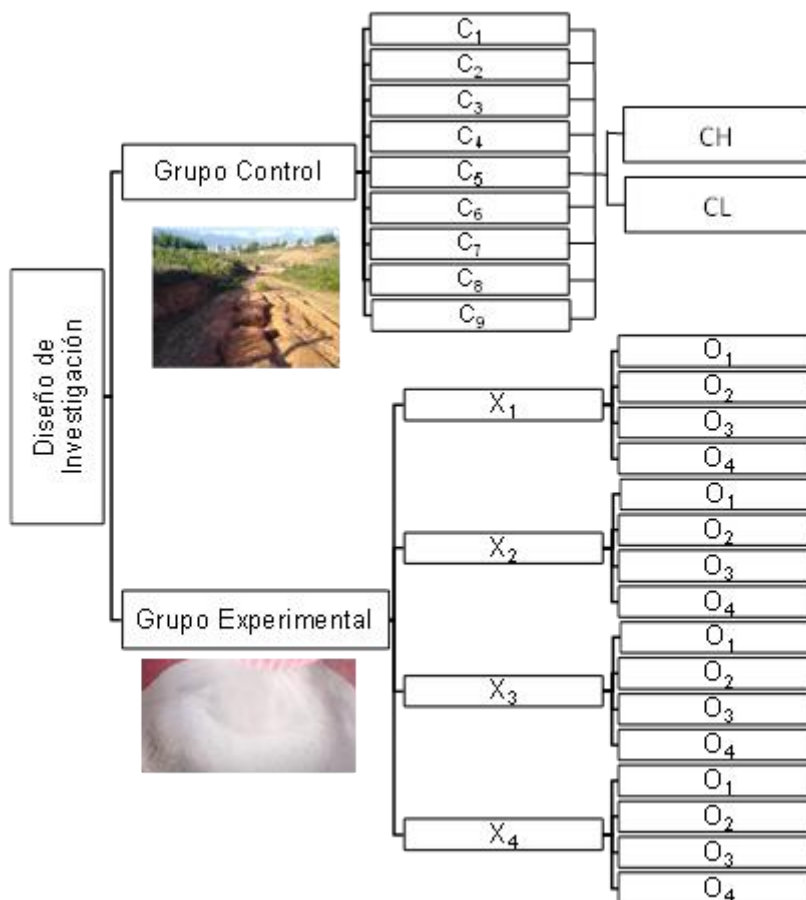 Diseño de
Investigación
Grupo Control
C₁
C₂
C₃
C₄
C₅
C₆
C₇
C₈
C₉
CH
CL
Grupo Experimental
X₁
O₁
O₂
O₃
O₄
X₂
O₁
O₂
O₃
O₄
X₃
O₁
O₂
O₃
O₄
X₄
O₁
O₂
O₃
O₄